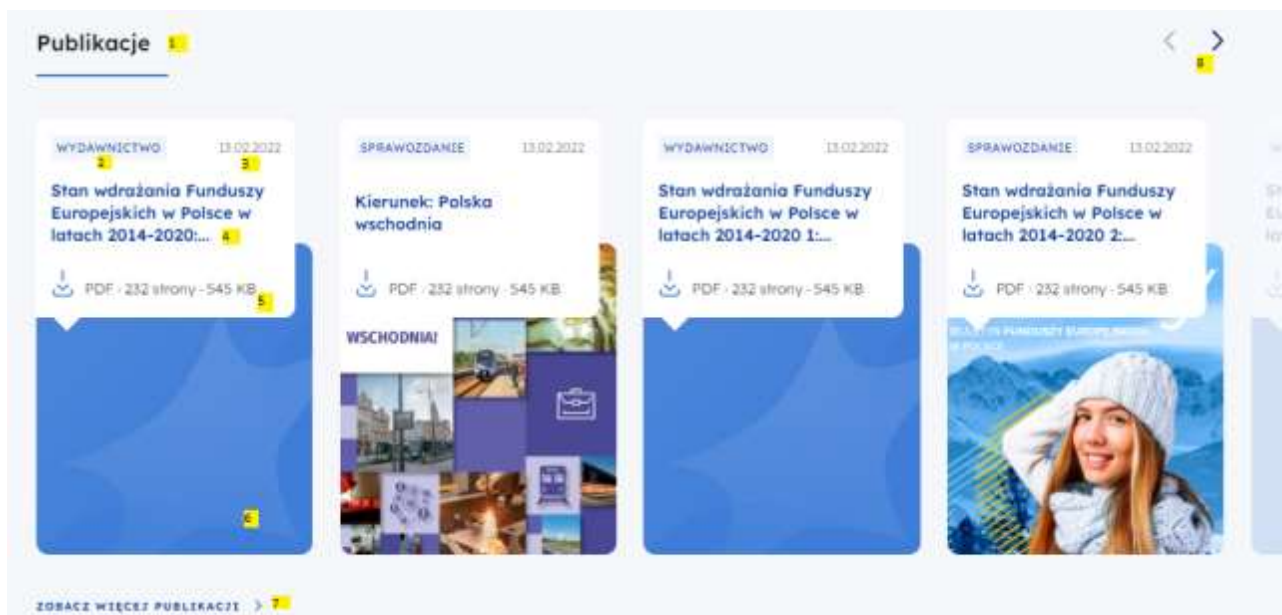 Publikacje 1
8
WYDAWNICTWO 13.02.2022
2 3
Stan wdrażania Funduszy
Europejskich w Polsce w
latach 2014-2020:... 4
PDF · 232 strony · 545 KB
5
6
SPRAWOZDANIE 13.02.2022
Kierunek: Polska
wschodnia
PDF · 232 strony · 545 KB
WSCHODNIA!
WYDAWNICTWO 13.02.2022
Stan wdrażania Funduszy
Europejskich w Polsce w
latach 2014-2020 1:...
PDF · 232 strony · 545 KB
SPRAWOZDANIE 13.02.2022
Stan wdrażania Funduszy
Europejskich w Polsce w
latach 2014-2020 2:...
PDF · 232 strony · 545 KB
FUNDUSZY
W POLSCE
ZOBACZ WIĘCEJ PUBLIKACJI > 7